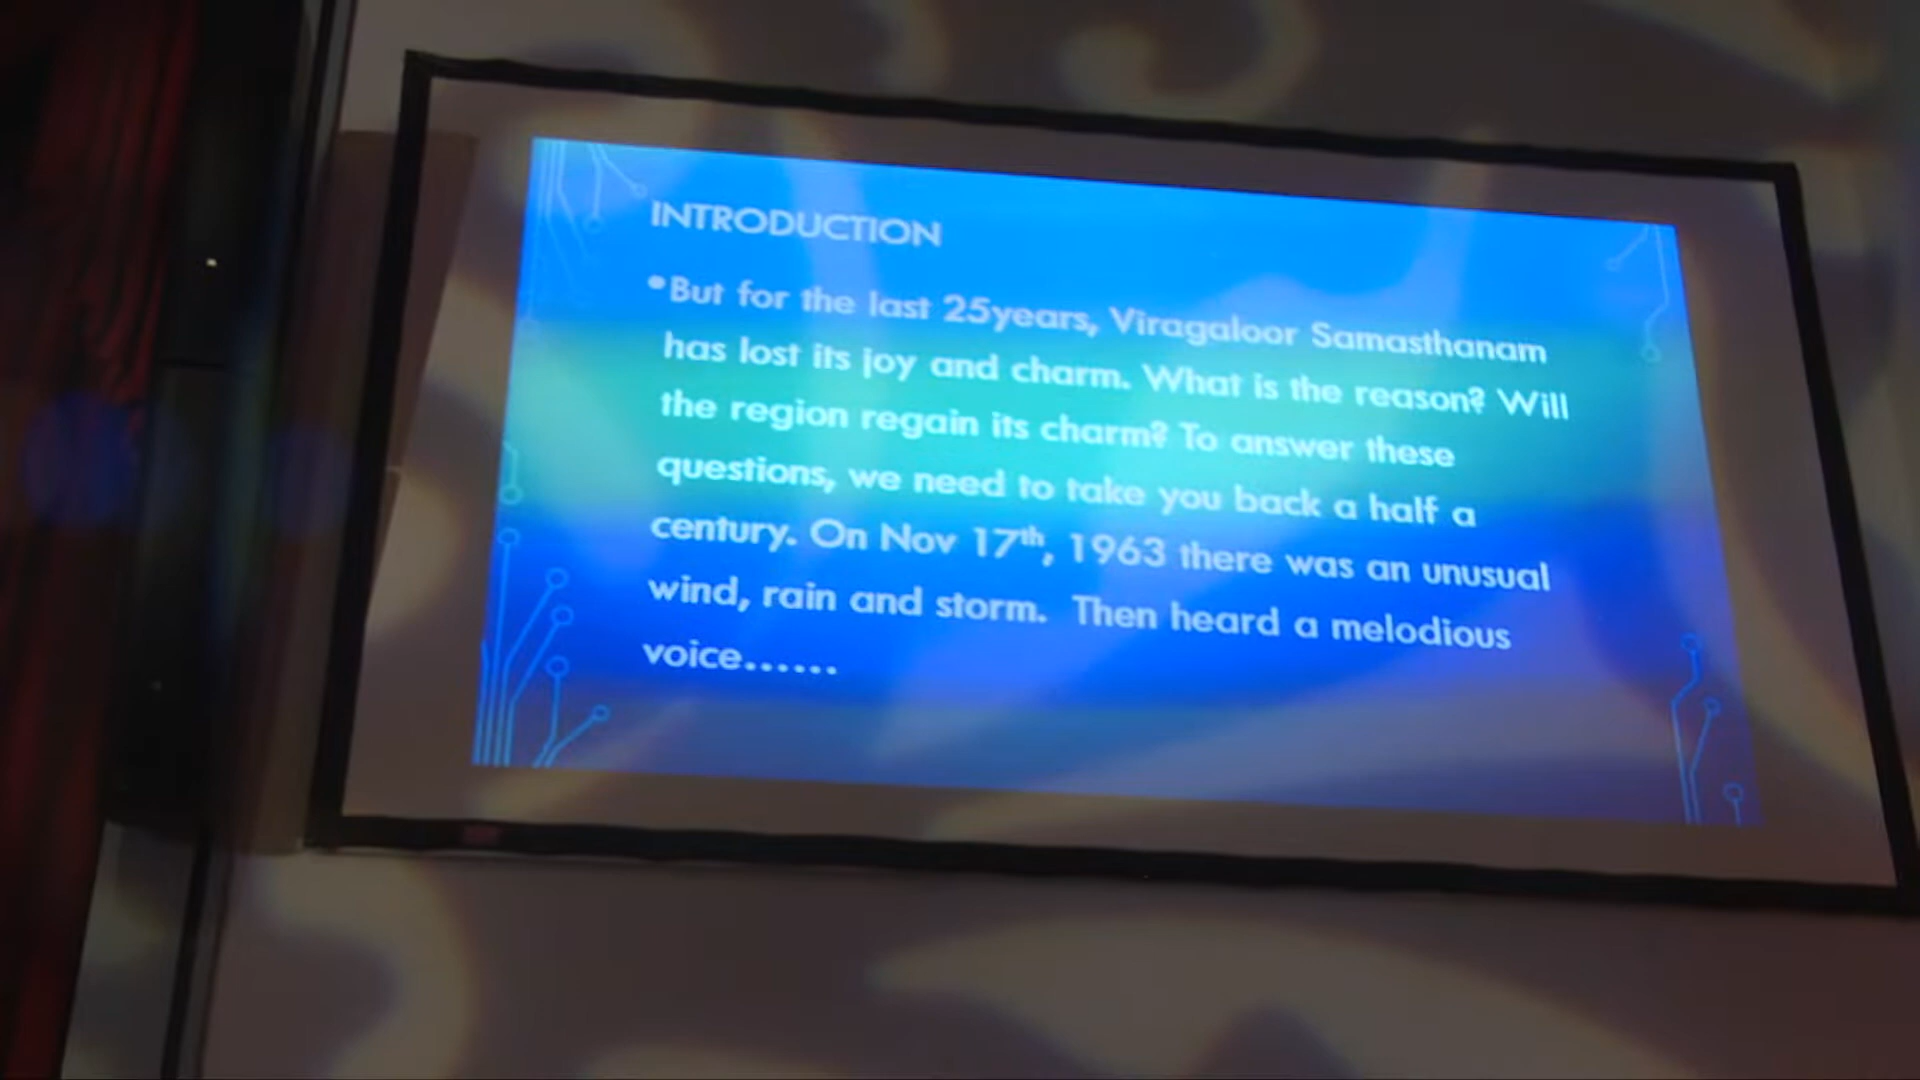 INTRODUCTION
•But for the last 25years, Viragaloor Samasthanam
has lost its joy and charm. What is the reason? Will
the region regain its charm? To answer these
questions, we need to take you back a half a
century. On Nov 17th, 1963 there was an unusual
wind, rain and storm.  Then heard a melodious
voice......